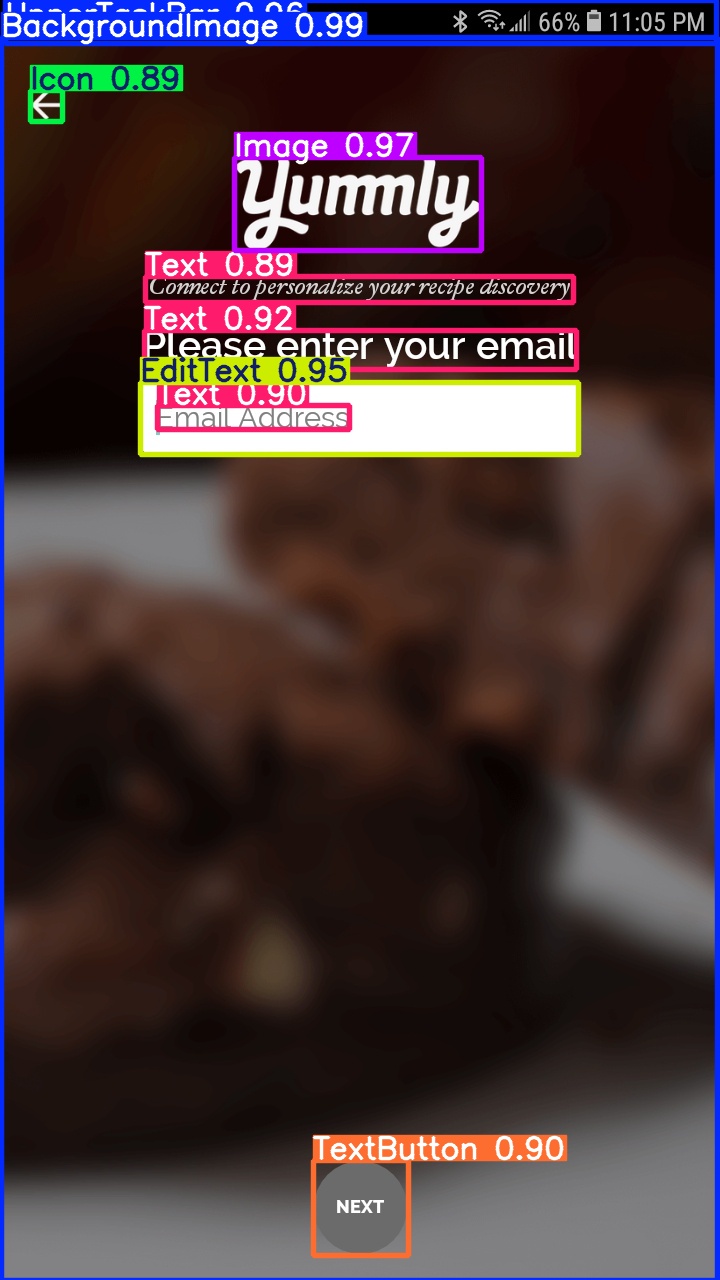 UpperTaskBar 0.96
BackgroundImage 0.99
66% 11:05 PM
Icon 0.89
Image 0.97
Yummly
Text 0.89
Connect to personalize your recipe discovery
Text 0.92
Please enter your email
EditText 0.95
Text 0.90
Email Address
TextButton 0.90
NEXT